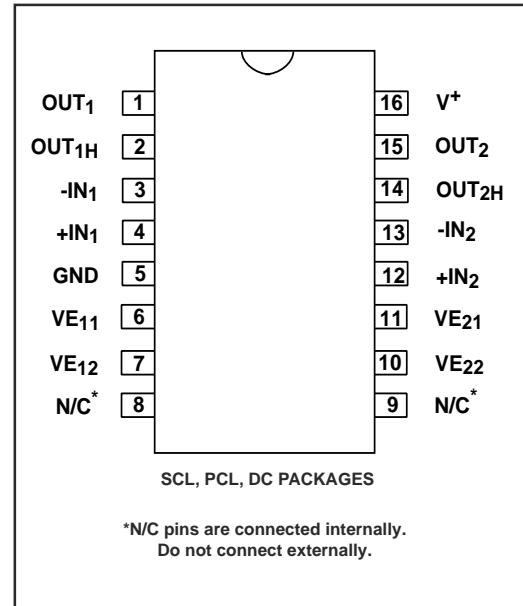 OUT1 1 16 V+
OUT1H 2 15 OUT2
-IN1 3 14 OUT2H
+IN1 4 13 -IN2
GND 5 12 +IN2
VE11 6 11 VE21
VE12 7 10 VE22
N/C* 8 9 N/C*
SCL, PCL, DC PACKAGES
*N/C pins are connected internally.
Do not connect externally.